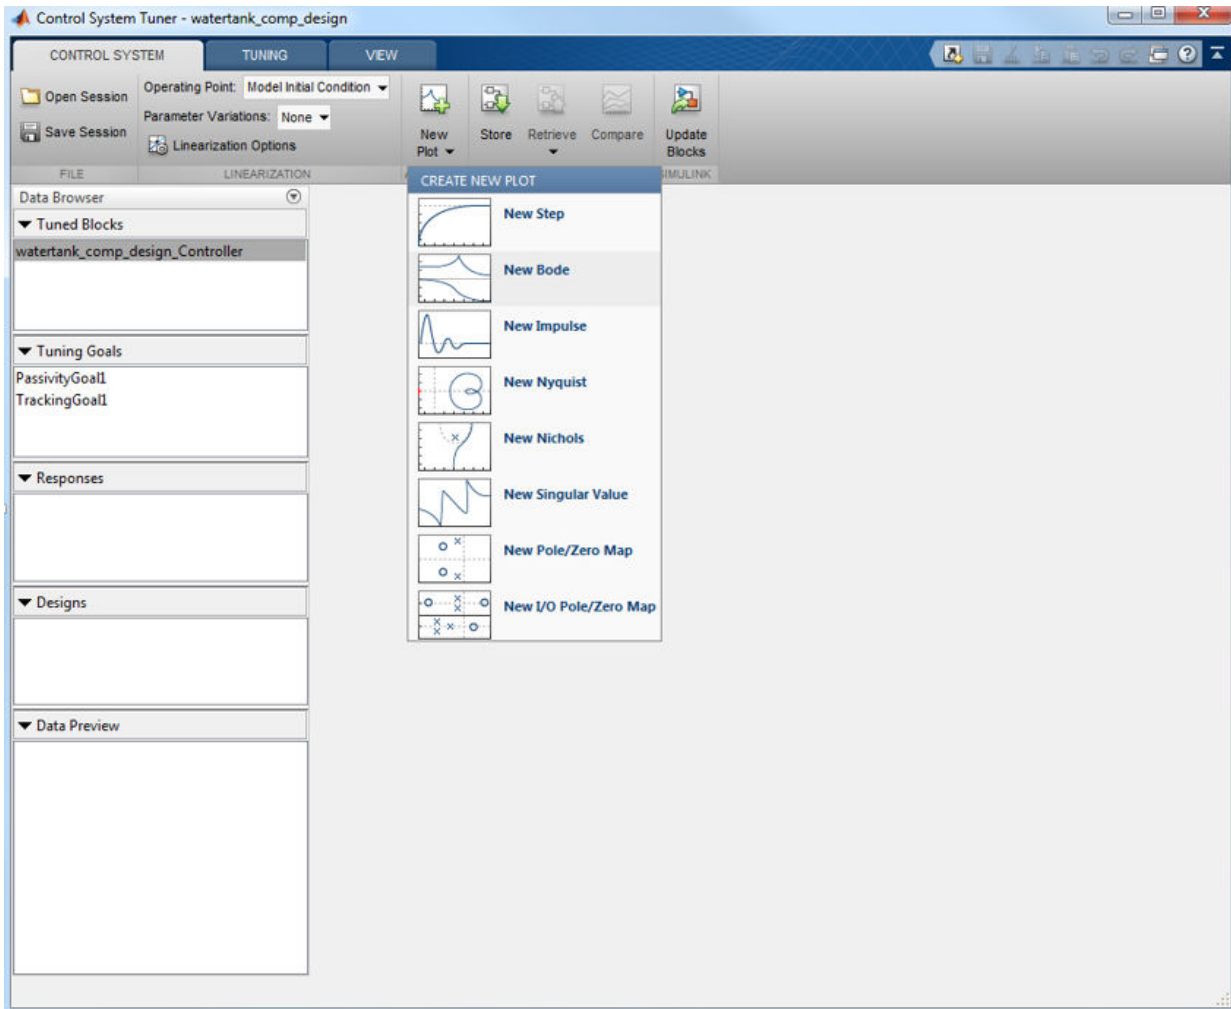 Control System Tuner - watertank_comp_design
CONTROL SYSTEM TUNING VIEW
Open Session
Save Session
Operating Point: Model Initial Condition
Parameter Variations: None
Linearization Options
New Plot
Store
Retrieve
Compare
Update Blocks
FILE LINEARIZATION
Data Browser
Tuned Blocks
watertank_comp_design_Controller
Tuning Goals
PassivityGoal1
TrackingGoal1
Responses
Designs
Data Preview
CREATE NEW PLOT
New Step
New Bode
New Impulse
New Nyquist
New Nichols
New Singular Value
New Pole/Zero Map
New I/O Pole/Zero Map